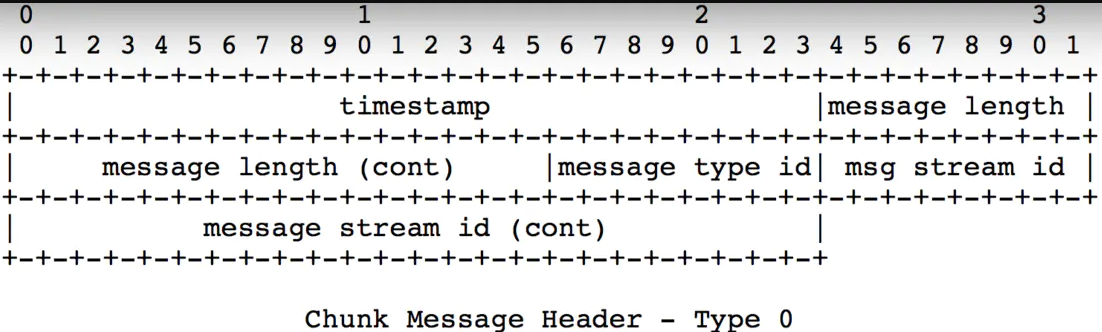 0                   1                   2                   3
 0 1 2 3 4 5 6 7 8 9 0 1 2 3 4 5 6 7 8 9 0 1 2 3 4 5 6 7 8 9 0 1
+-+-+-+-+-+-+-+-+-+-+-+-+-+-+-+-+-+-+-+-+-+-+-+-+-+-+-+-+-+-+-+-+
|                   timestamp                   |message length |
+-+-+-+-+-+-+-+-+-+-+-+-+-+-+-+-+-+-+-+-+-+-+-+-+-+-+-+-+-+-+-+-+
|     message length (cont)     |message type id| msg stream id |
+-+-+-+-+-+-+-+-+-+-+-+-+-+-+-+-+-+-+-+-+-+-+-+-+-+-+-+-+-+-+-+-+
|           message stream id (cont)            |
+-+-+-+-+-+-+-+-+-+-+-+-+-+-+-+-+-+-+-+-+-+-+-+-+
Chunk Message Header - Type 0